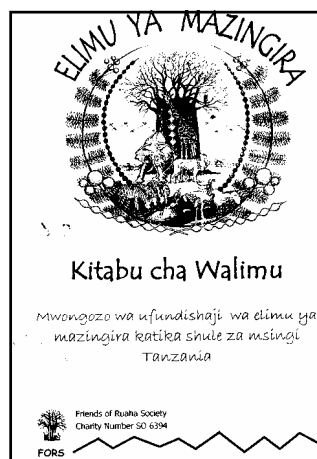 ELIMU YA MAZINGIRA
Kitabu cha Walimu
Mwongozo wa ufundishaji wa elimu ya
mazingira katika shule za msingi
Tanzania
Friends of Ruaha Society
Charity Number SO 6394
FORS